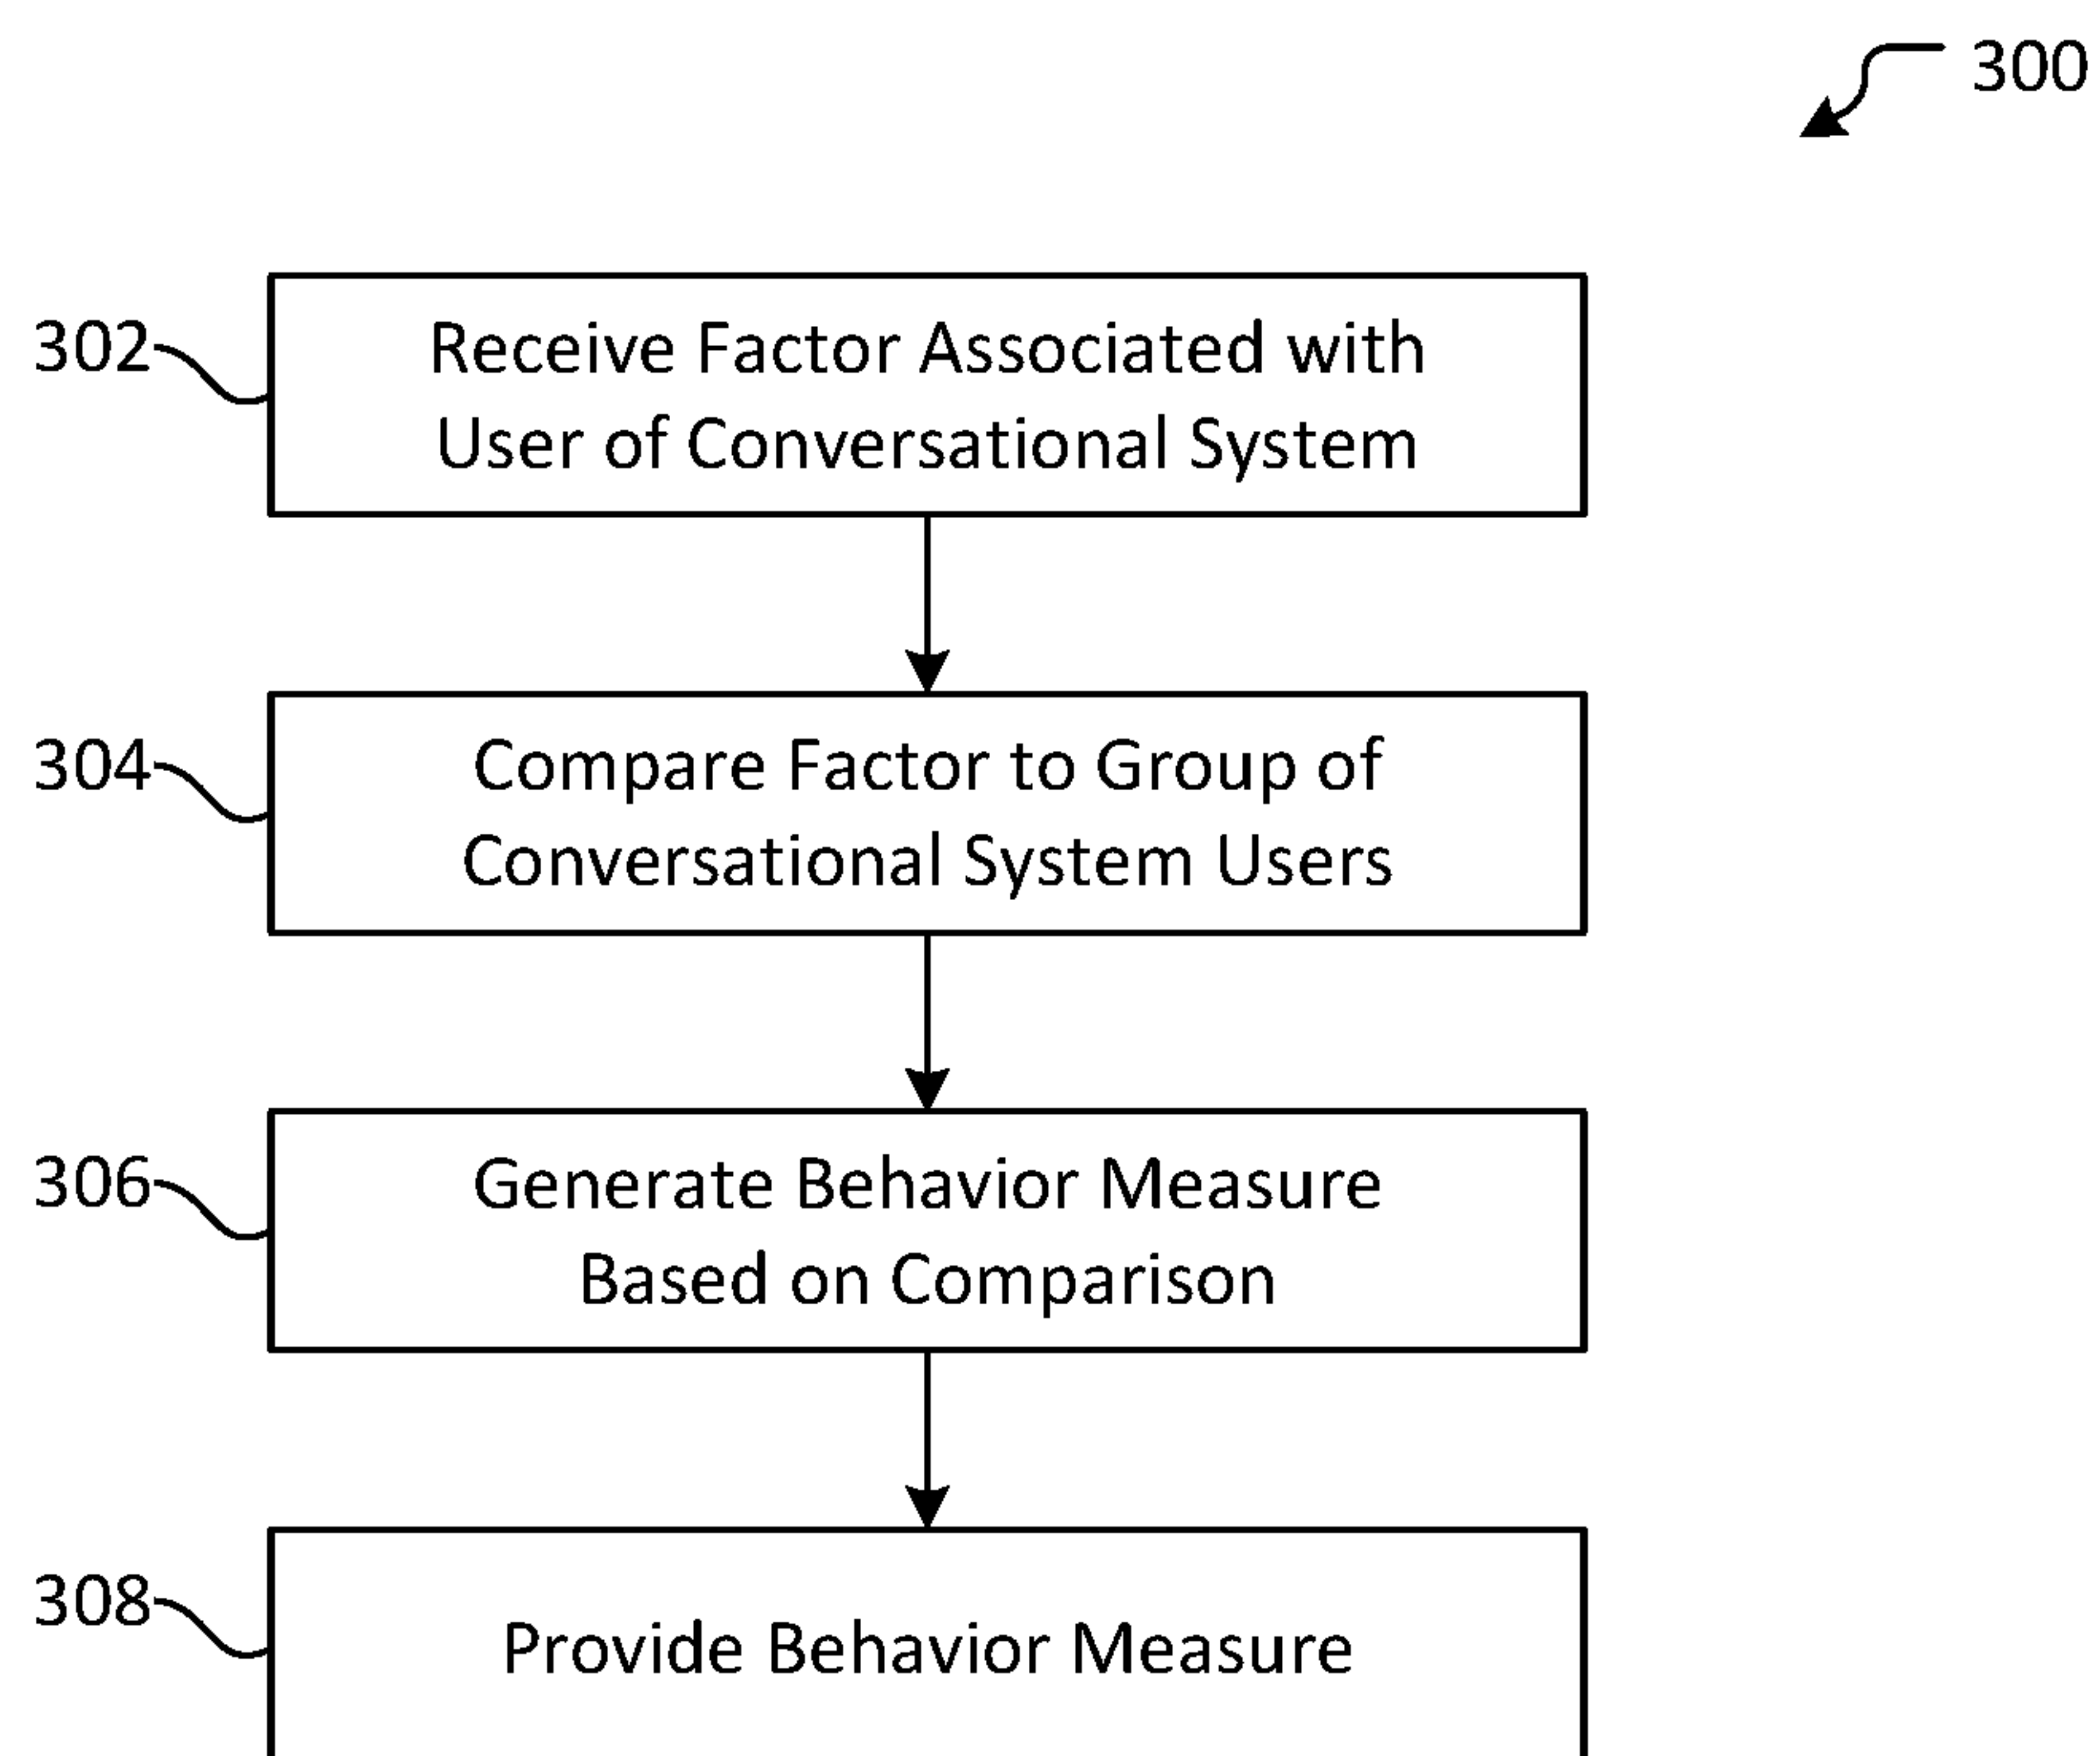 300
302
Receive Factor Associated with
User of Conversational System
304
Compare Factor to Group of
Conversational System Users
306
Generate Behavior Measure
Based on Comparison
308
Provide Behavior Measure